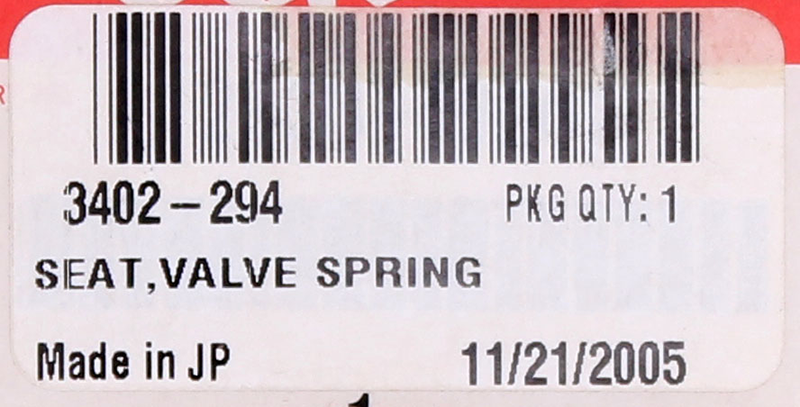 3402-294 PKG QTY: 1
SEAT,VALVE SPRING
Made in JP 11/21/2005